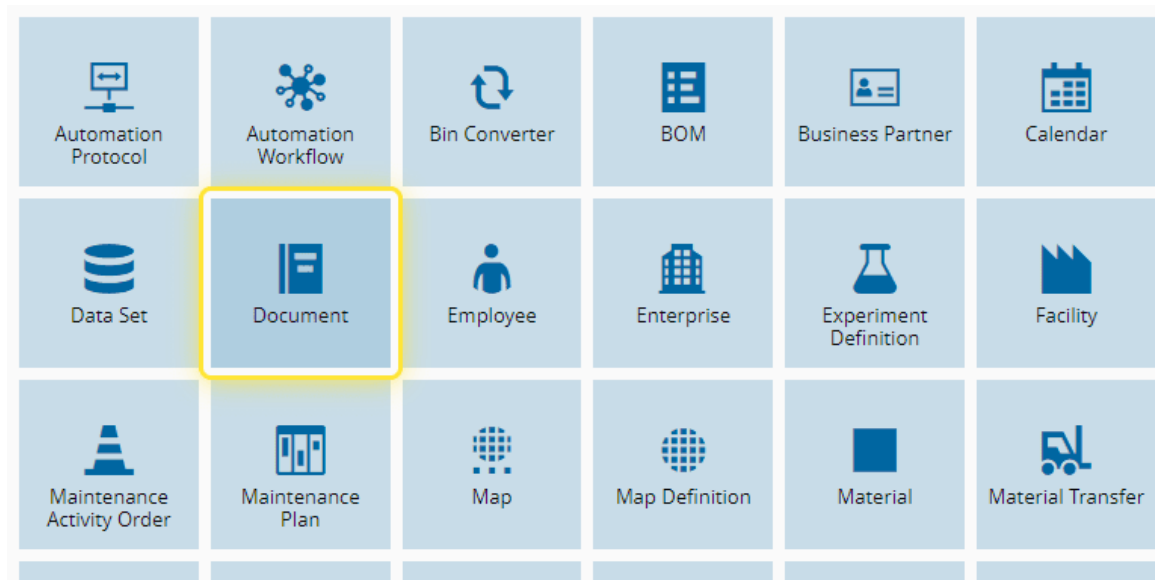 Automation
Protocol
Automation
Workflow
Bin Converter
BOM
Business Partner
Calendar
Data Set
Document
Employee
Enterprise
Experiment
Definition
Facility
Maintenance
Activity Order
Maintenance
Plan
Map
Map Definition
Material
Material Transfer